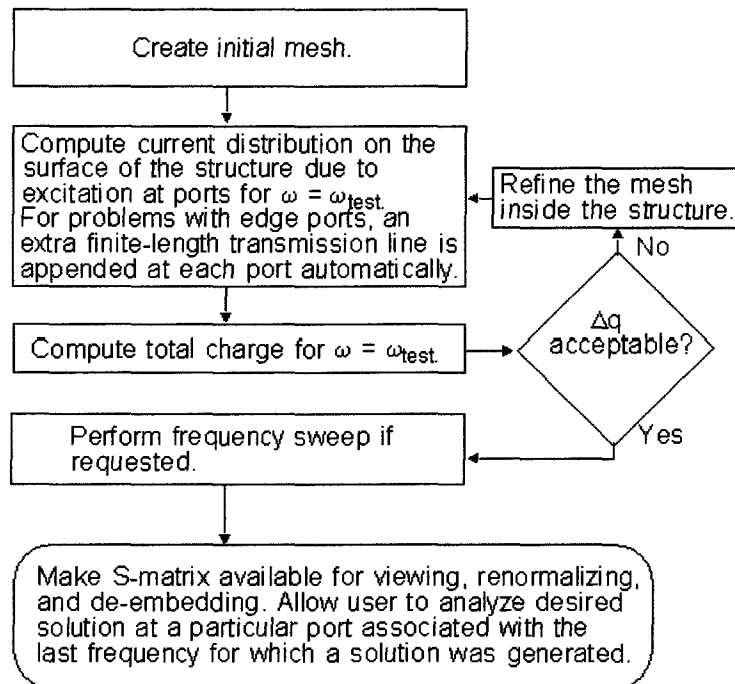 Create initial mesh.
Compute current distribution on the
surface of the structure due to
excitation at ports for ω = ωtest.
For problems with edge ports, an
extra finite-length transmission line is
appended at each port automatically.
Refine the mesh
inside the structure.
No
Δq
acceptable?
Compute total charge for ω = ωtest.
Yes
Perform frequency sweep if
requested.
Make S-matrix available for viewing, renormalizing,
and de-embedding. Allow user to analyze desired
solution at a particular port associated with the
last frequency for which a solution was generated.